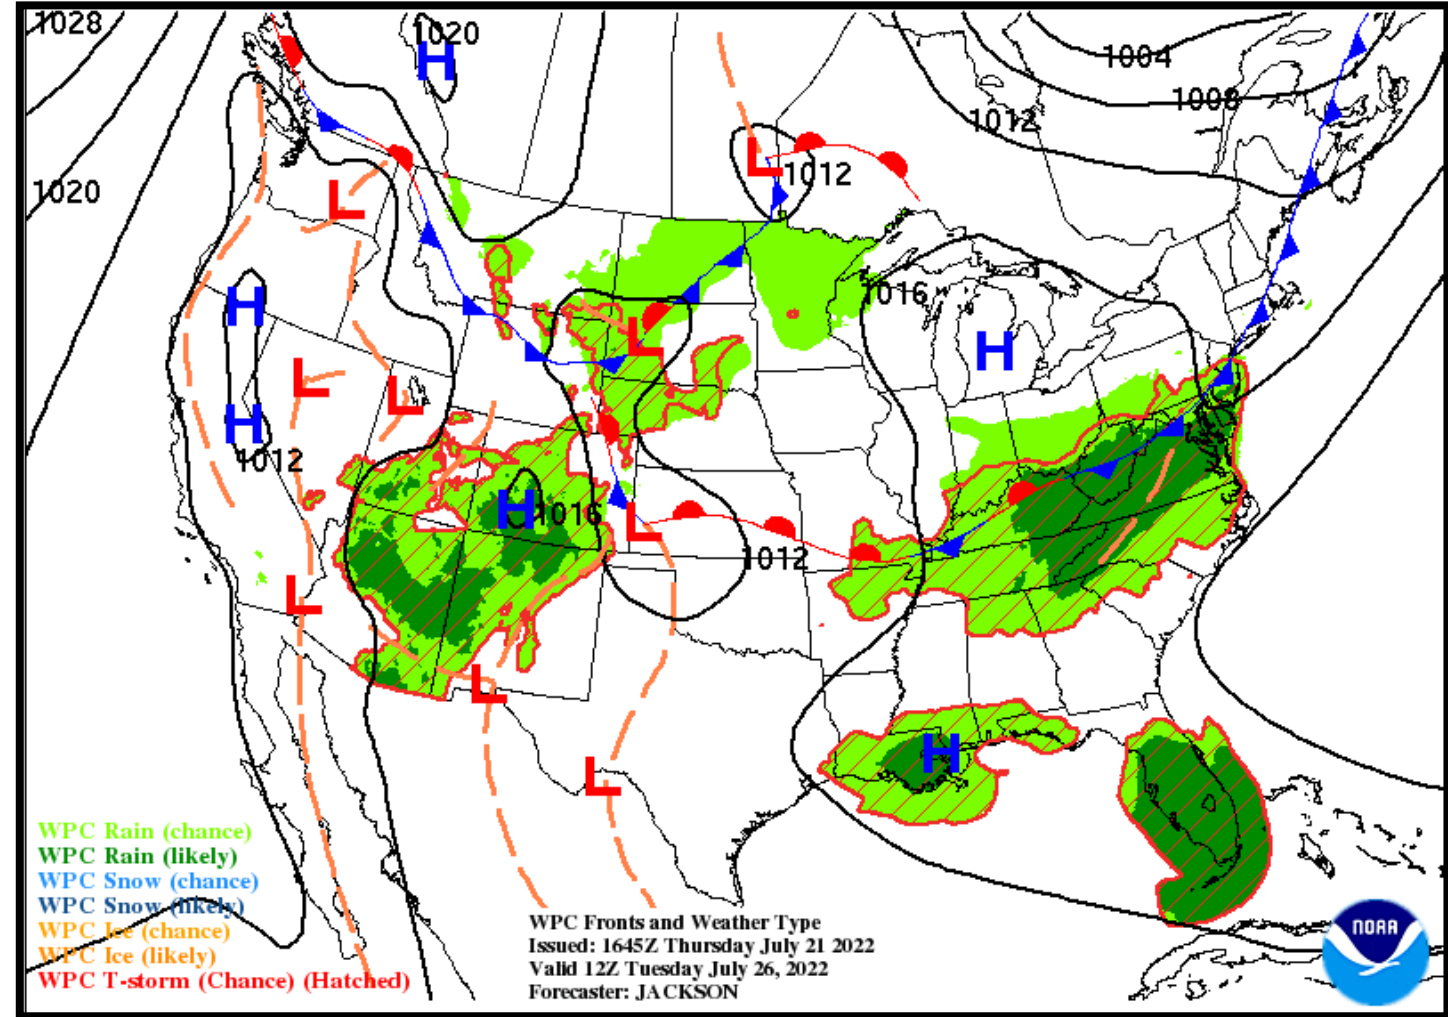 1028
1020
H
1004
1008
1012
L
1012
L
1020
H
1016
H
H
L
L
L
H
1012
H
1016
L
1012
L
L
H
L
WPC Rain (chance)
WPC Rain (likely)
WPC Snow (chance)
WPC Snow (likely)
WPC Ice (chance)
WPC Ice (likely)
WPC T-storm (Chance) (Hatched)
WPC Fronts and Weather Type
Issued: 1645Z Thursday July 21 2022
Valid 12Z Tuesday July 26, 2022
Forecaster: JACKSON
NOAA